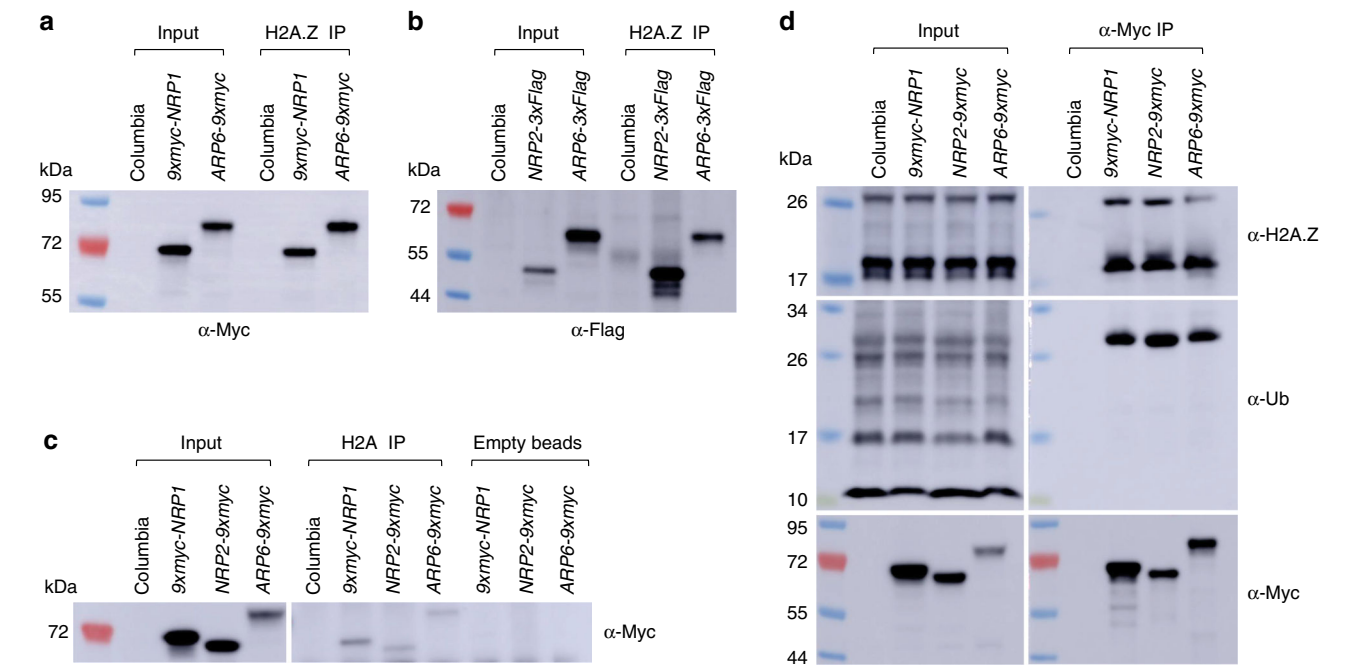 a
Input H2A.Z IP
Columbia
9xmyc-NRP1
ARP6-9xmyc
Columbia
9xmyc-NRP1
ARP6-9xmyc
kDa
95
72
55
α-Myc
b
Input H2A.Z IP
Columbia
NRP2-3xFlag
ARP6-3xFlag
Columbia
NRP2-3xFlag
ARP6-3xFlag
kDa
72
55
44
α-Flag
c
Input H2A IP Empty beads
Columbia
9xmyc-NRP1
NRP2-9xmyc
ARP6-9xmyc
Columbia
9xmyc-NRP1
NRP2-9xmyc
ARP6-9xmyc
9xmyc-NRP1
NRP2-9xmyc
ARP6-9xmyc
kDa
72
α-Myc
d
Input α-Myc IP
Columbia
9xmyc-NRP1
NRP2-9xmyc
ARP6-9xmyc
Columbia
9xmyc-NRP1
NRP2-9xmyc
ARP6-9xmyc
kDa
26
17
α-H2A.Z
34
26
17
10
α-Ub
95
72
55
44
α-Myc